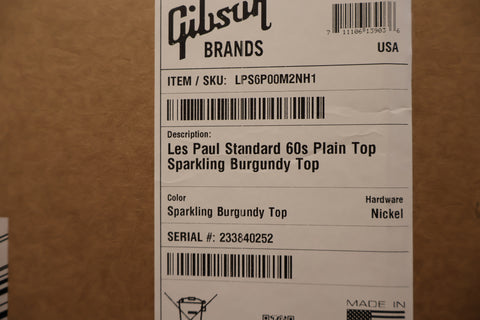 Gibson
BRANDS
USA
ITEM / SKU: LPS6P00M2NH1
Description:
Les Paul Standard 60s Plain Top
Sparkling Burgundy Top
Color
Hardware
Sparkling Burgundy Top
Nickel
SERIAL #: 233840252
MADE IN